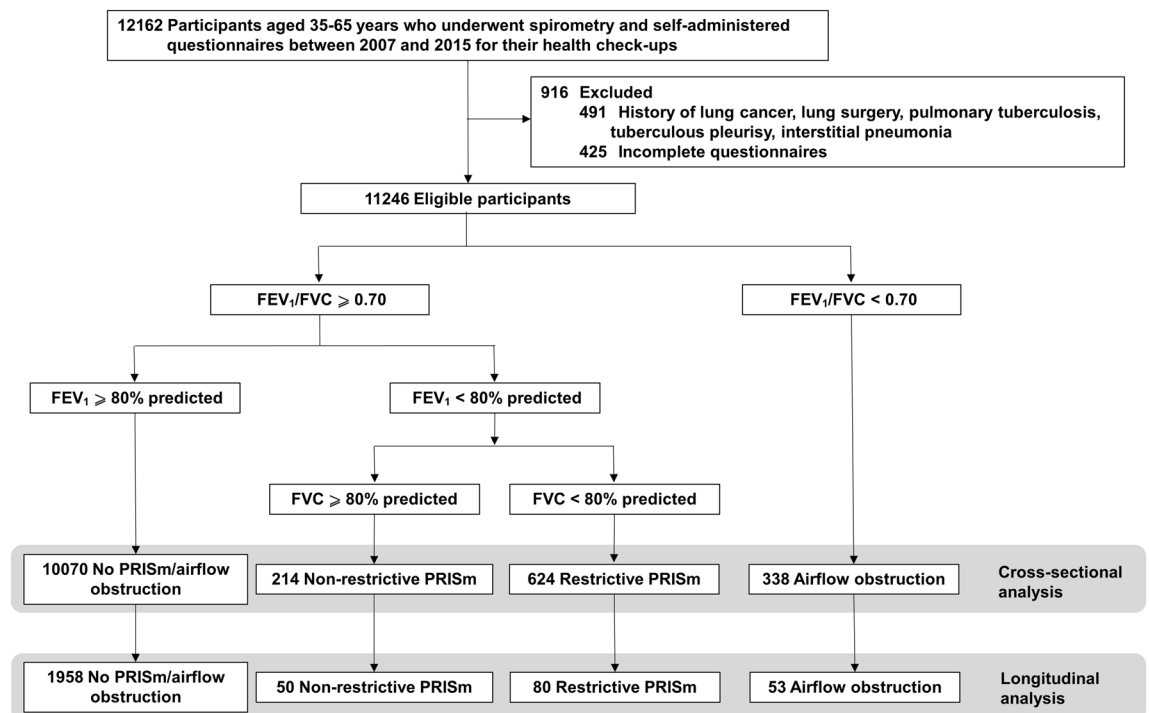 12162 Participants aged 35-65 years who underwent spirometry and self-administered
questionnaires between 2007 and 2015 for their health check-ups
916 Excluded
491 History of lung cancer, lung surgery, pulmonary tuberculosis,
tuberculous pleurisy, interstitial pneumonia
425 Incomplete questionnaires
11246 Eligible participants
FEV₁/FVC ⩾ 0.70
FEV₁/FVC < 0.70
FEV₁ ⩾ 80% predicted
FEV₁ < 80% predicted
FVC ⩾ 80% predicted
FVC < 80% predicted
10070 No PRISm/airflow
obstruction
214 Non-restrictive PRISm
624 Restrictive PRISm
338 Airflow obstruction
Cross-sectional
analysis
1958 No PRISm/airflow
obstruction
50 Non-restrictive PRISm
80 Restrictive PRISm
53 Airflow obstruction
Longitudinal
analysis